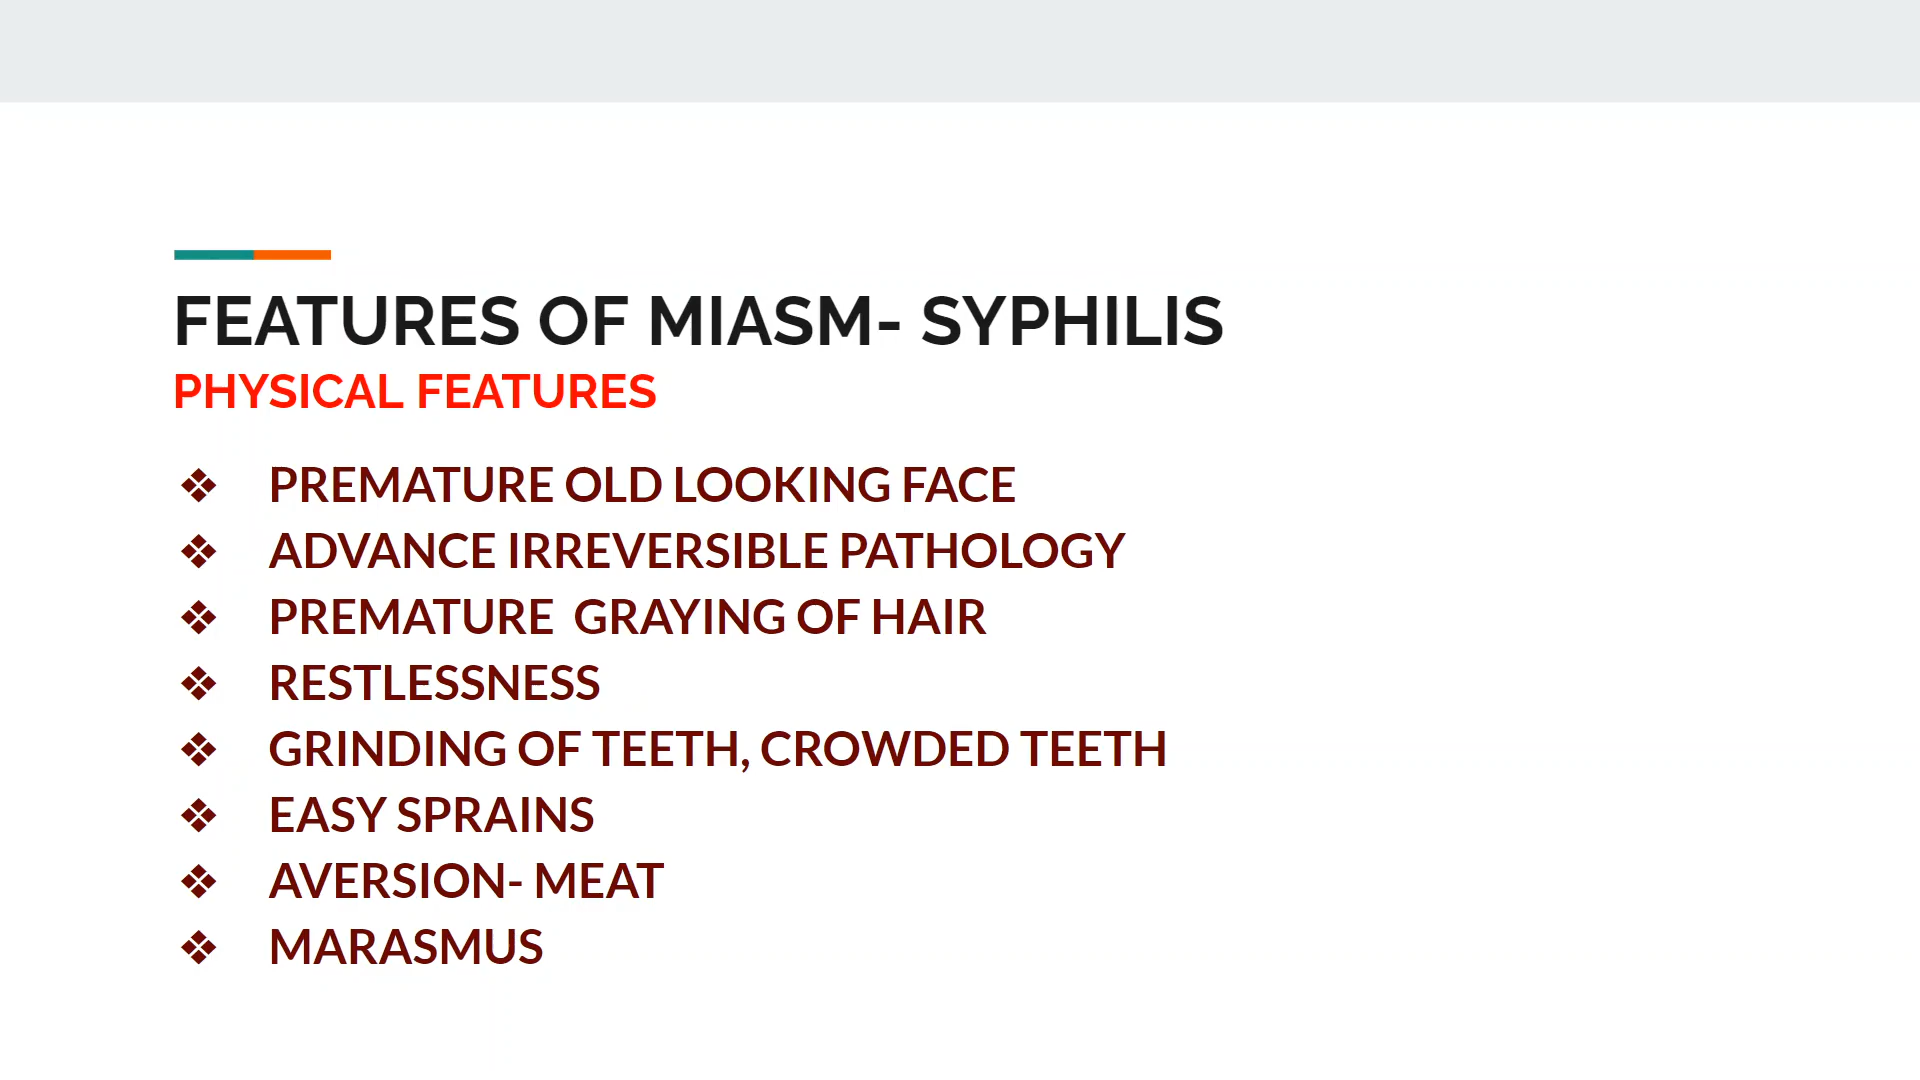 FEATURES OF MIASM- SYPHILIS
PHYSICAL FEATURES
❖ PREMATURE OLD LOOKING FACE
❖ ADVANCE IRREVERSIBLE PATHOLOGY
❖ PREMATURE  GRAYING OF HAIR
❖ RESTLESSNESS
❖ GRINDING OF TEETH, CROWDED TEETH
❖ EASY SPRAINS
❖ AVERSION- MEAT
❖ MARASMUS